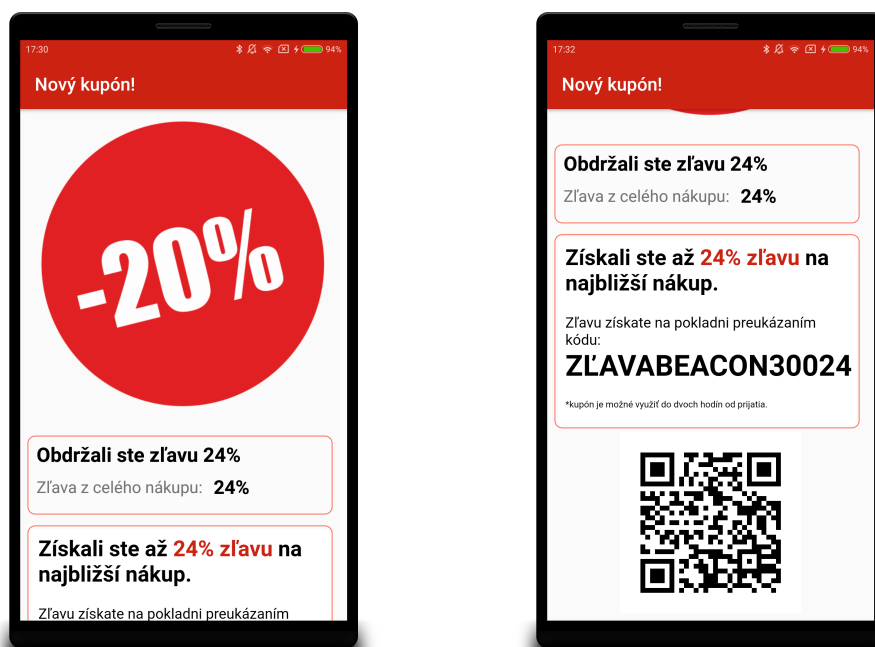 17:30
94%
Nový kupón!
-20%
Obdržali ste zľavu 24%
Zľava z celého nákupu: 24%
Získali ste až 24% zľavu na
najbližší nákup.
Zľavu získate na pokladni preukázaním
17:32
94%
Nový kupón!
Obdržali ste zľavu 24%
Zľava z celého nákupu: 24%
Získali ste až 24% zľavu na
najbližší nákup.
Zľavu získate na pokladni preukázaním
kódu:
ZĽAVABEACON30024
*kupón je možné využiť do dvoch hodín od prijatia.